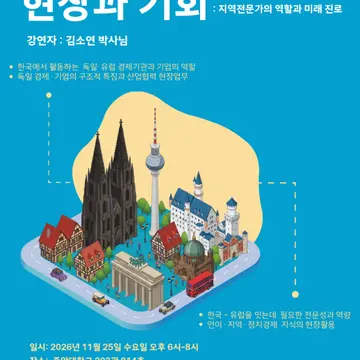 현장과 기회 : 지역전문가의 역할과 미래 진로
강연자 : 김소연 박사님
• 한국에서 활동하는 독일 유럽 경제기관과 기업의 역할
• 독일 경제·기업의 구조적 특징과 산업협력 현장업무
• 한국 - 유럽을 잇는데 필요한 전문성과 역량
• 언어·지역·정치경제 지식의 현장활용
일시: 2026년 11월 25일 수요일 오후 6시-8시